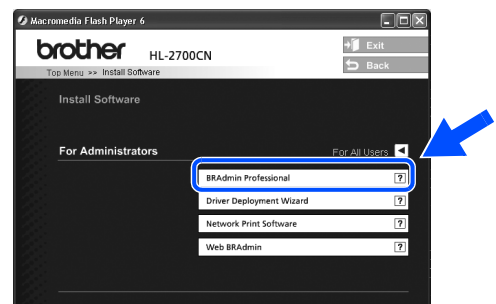 Macromedia Flash Player 6
brother HL-2700CN
Exit
Back
Top Menu >> Install Software
Install Software
For Administrators
For All Users
BRAdmin Professional ?
Driver Deployment Wizard ?
Network Print Software ?
Web BRAdmin ?